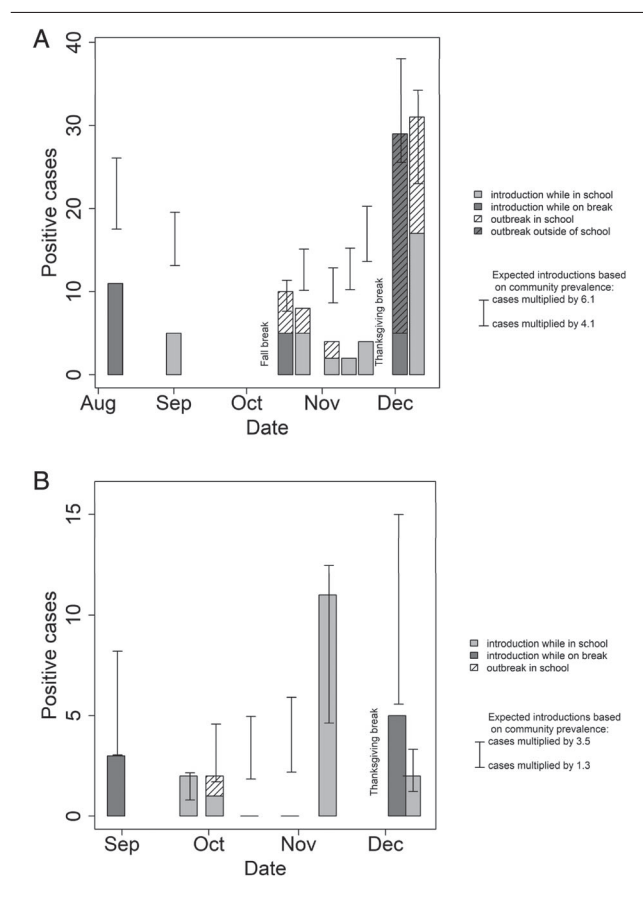 A
Positive cases
40
30
20
10
0
Fall break
Thanksgiving break
Aug
Sep
Oct
Nov
Dec
Date
introduction while in school
introduction while on break
outbreak in school
outbreak outside of school
Expected introductions based
on community prevalence:
cases multiplied by 6.1
cases multiplied by 4.1
B
Positive cases
15
10
5
0
Thanksgiving break
Sep
Oct
Nov
Dec
Date
introduction while in school
introduction while on break
outbreak in school
Expected introductions based
on community prevalence:
cases multiplied by 3.5
cases multiplied by 1.3